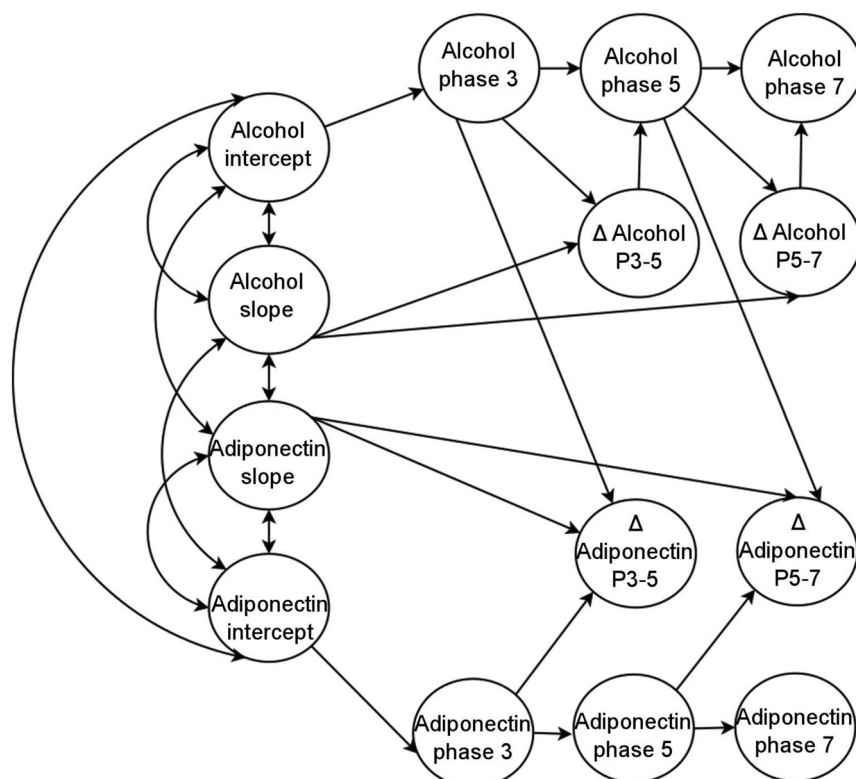 Alcohol
phase 3
Alcohol
phase 5
Alcohol
phase 7
Alcohol
intercept
Δ Alcohol
P3-5
Δ Alcohol
P5-7
Alcohol
slope
Adiponectin
slope
Δ
Adiponectin
P3-5
Δ
Adiponectin
P5-7
Adiponectin
intercept
Adiponectin
phase 3
Adiponectin
phase 5
Adiponectin
phase 7